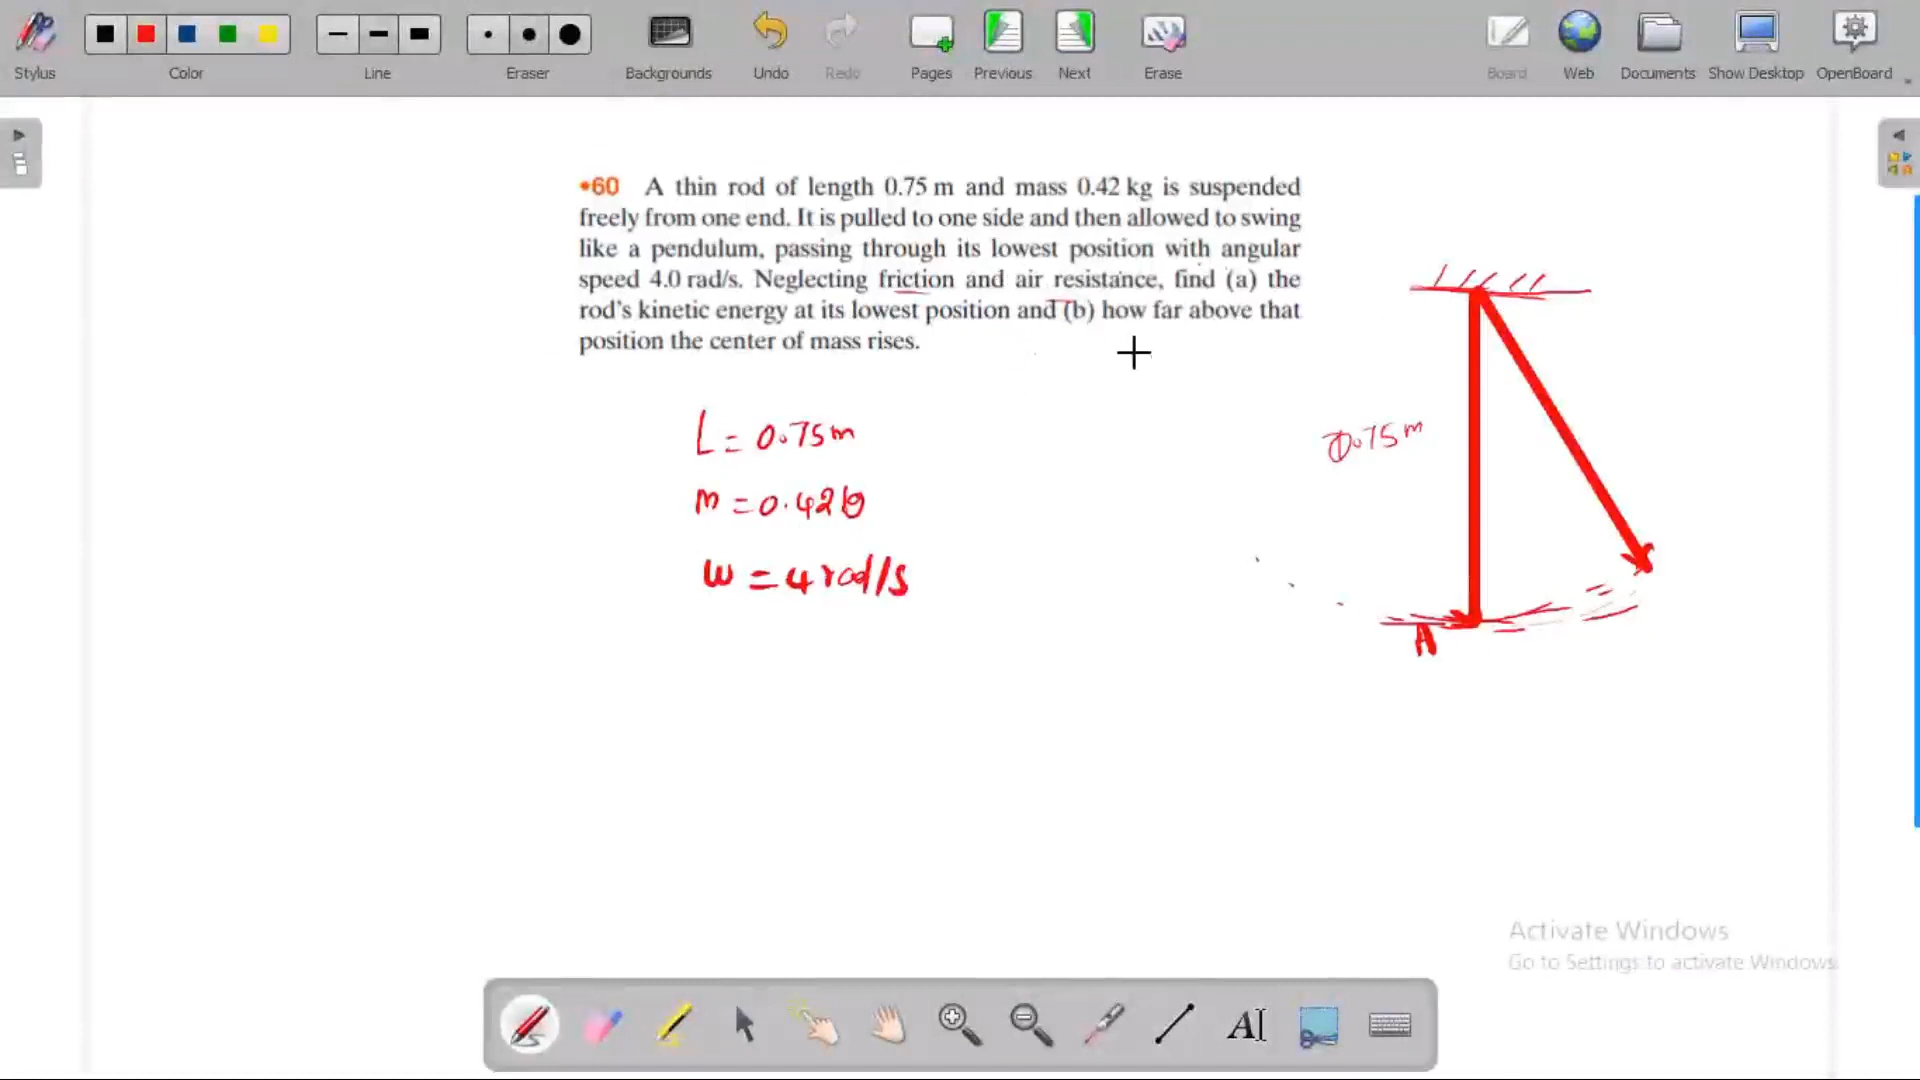 Stylus
Color
Line
Eraser
Backgrounds
Undo
Redo
Pages
Previous
Next
Erase
Board
Web
Documents
Show Desktop
OpenBoard
•60 A thin rod of length 0.75 m and mass 0.42 kg is suspended
freely from one end. It is pulled to one side and then allowed to swing
like a pendulum, passing through its lowest position with angular
speed 4.0 rad/s. Neglecting friction and air resistance, find (a) the
rod's kinetic energy at its lowest position and (b) how far above that
position the center of mass rises.
L = 0.75m
m = 0.42kg
ω = 4 rad/s
0.75 m
A
Activate Windows
Go to Settings to activate Windows.
AI